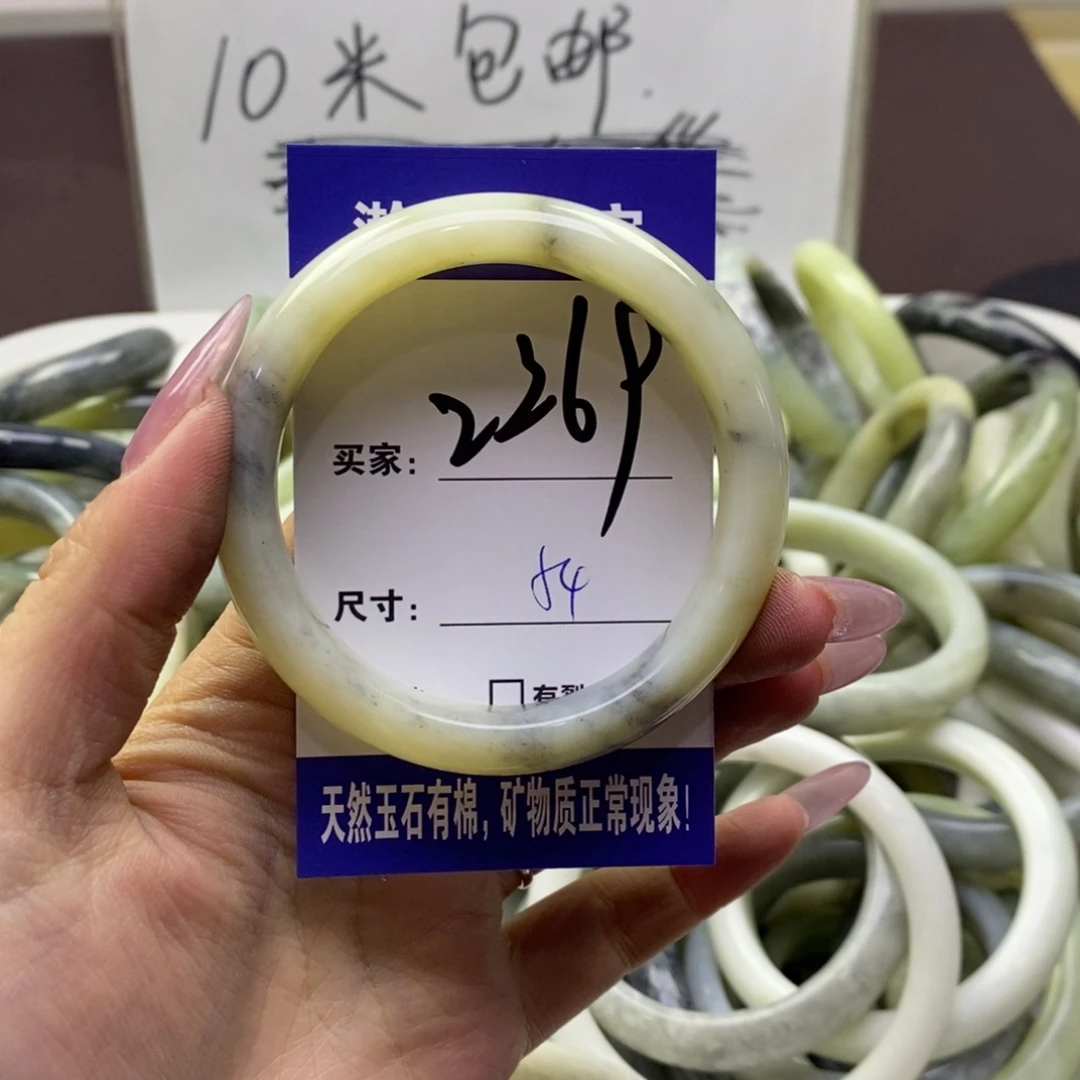 10米包邮.
2269
买家:
尺寸: 54
有裂
天然玉石有棉,矿物质正常现象!